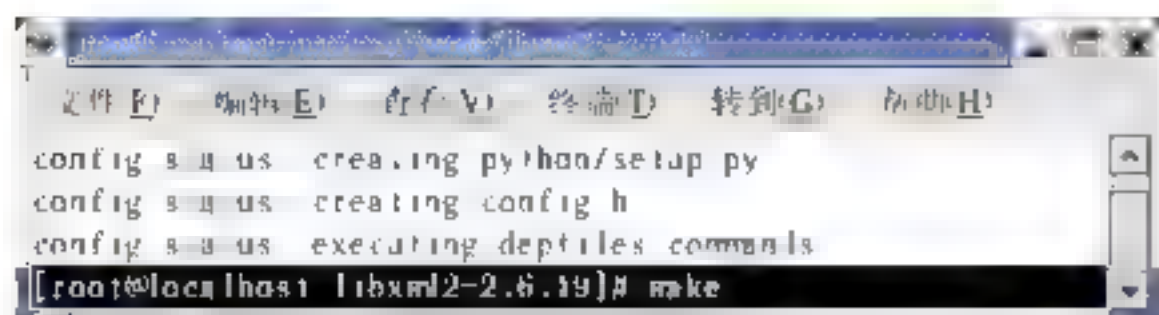 文件(F) 编辑(E) 查看(V) 终端(T) 转到(G) 帮助(H)
config.status: creating python/setup.py
config.status: creating config.h
config.status: executing depfiles commands
[root@localhost libxml2-2.6.19]# make